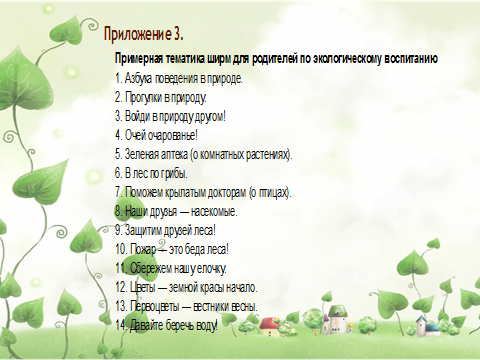 Приложение 3.
Примерная тематика ширм для родителей по экологическому воспитанию
1. Азбука поведения в природе.
2. Прогулки в природу.
3. Войди в природу другом!
4. Очей очарованье!
5. Зеленая аптека (о комнатных растениях).
6. В лес по грибы.
7. Поможем крылатым докторам (о птицах).
8. Наши друзья — насекомые.
9. Защитим друзей леса!
10. Пожар — это беда леса!
11. Сбережем нашу елочку.
12. Цветы — земной красы начало.
13. Первоцветы — вестники весны.
14. Давайте беречь воду!